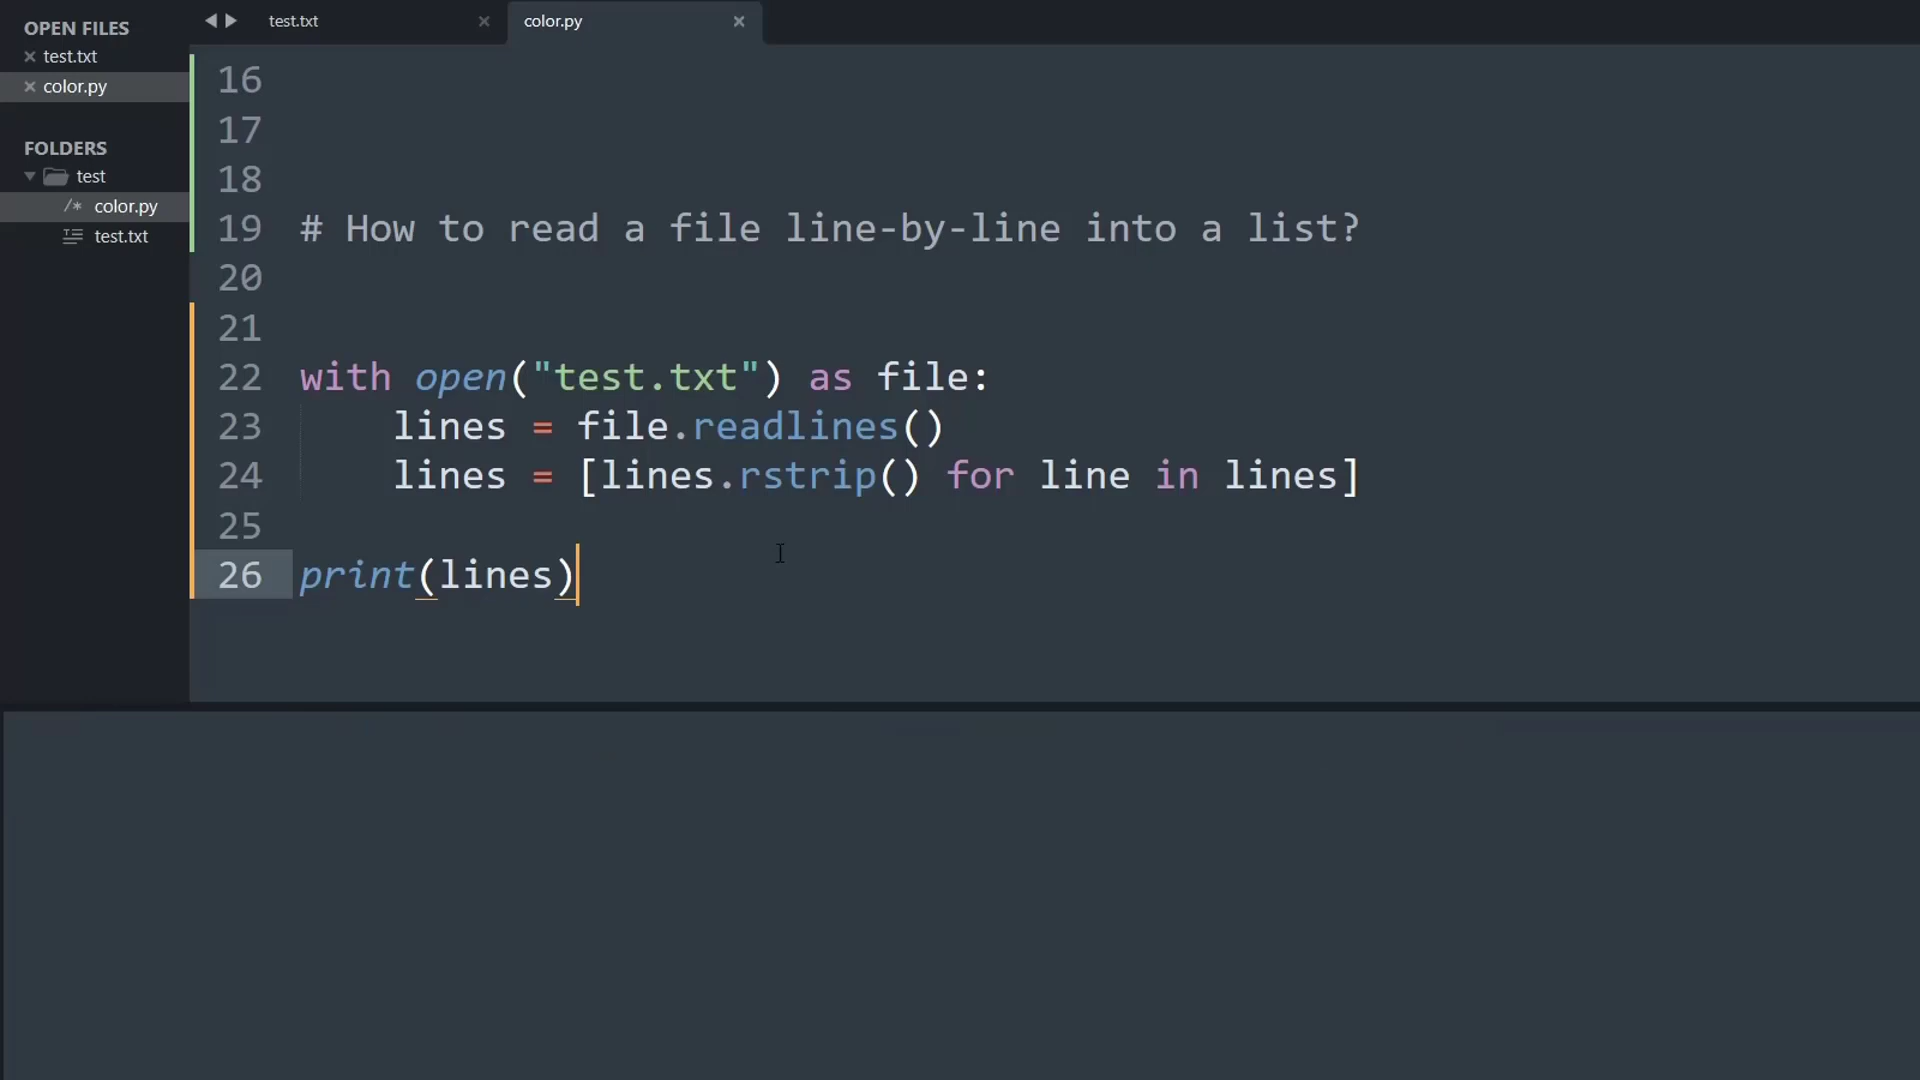 OPEN FILES
test.txt
color.py
FOLDERS
test
color.py
test.txt
test.txt
color.py
16
17
18
19 # How to read a file line-by-line into a list?
20
21
22 with open("test.txt") as file:
23     lines = file.readlines()
24     lines = [lines.rstrip() for line in lines]
25
26 print(lines)